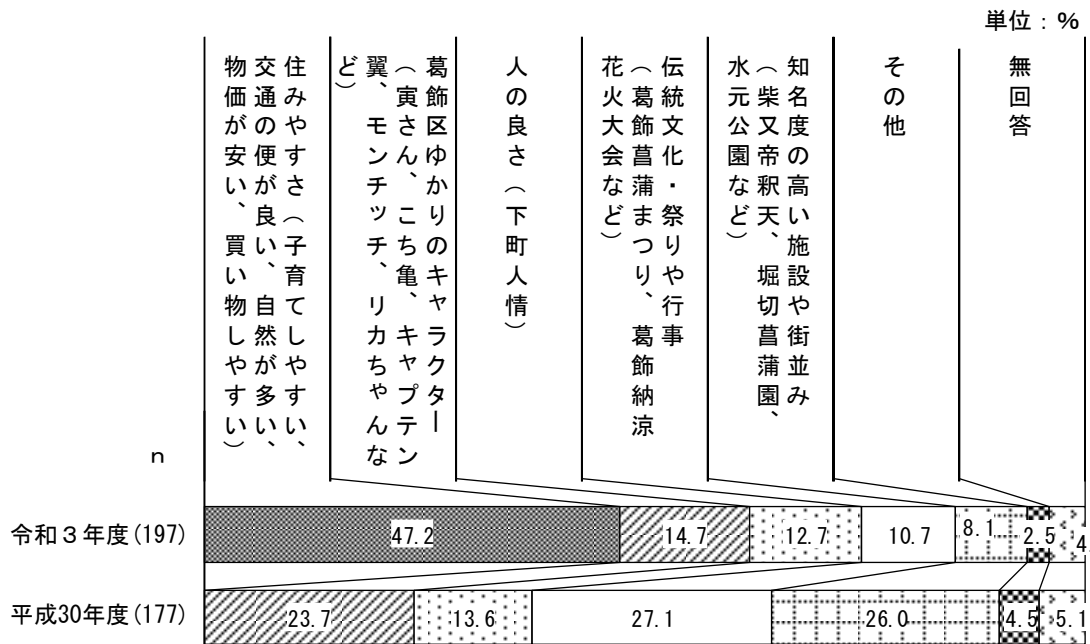 単位：%
住みやすさ（子育てしやすい、
交通の便が良い、自然が多い、
物価が安い、買い物しやすい）
葛飾区ゆかりのキャラクター
（寅さん、こち亀、キャプテン
翼、モンチッチ、リカちゃんな
ど）
人の良さ（下町人情）
伝統文化・祭りや行事
（葛飾菖蒲まつり、葛飾納涼
花火大会など）
知名度の高い施設や街並み
（柴又帝釈天、堀切菖蒲園、
水元公園など）
その他
無回答
n
令和３年度(197) 47.2 14.7 12.7 10.7 8.1 2.5 4
平成30年度(177) 23.7 13.6 27.1 26.0 4.5 5.1